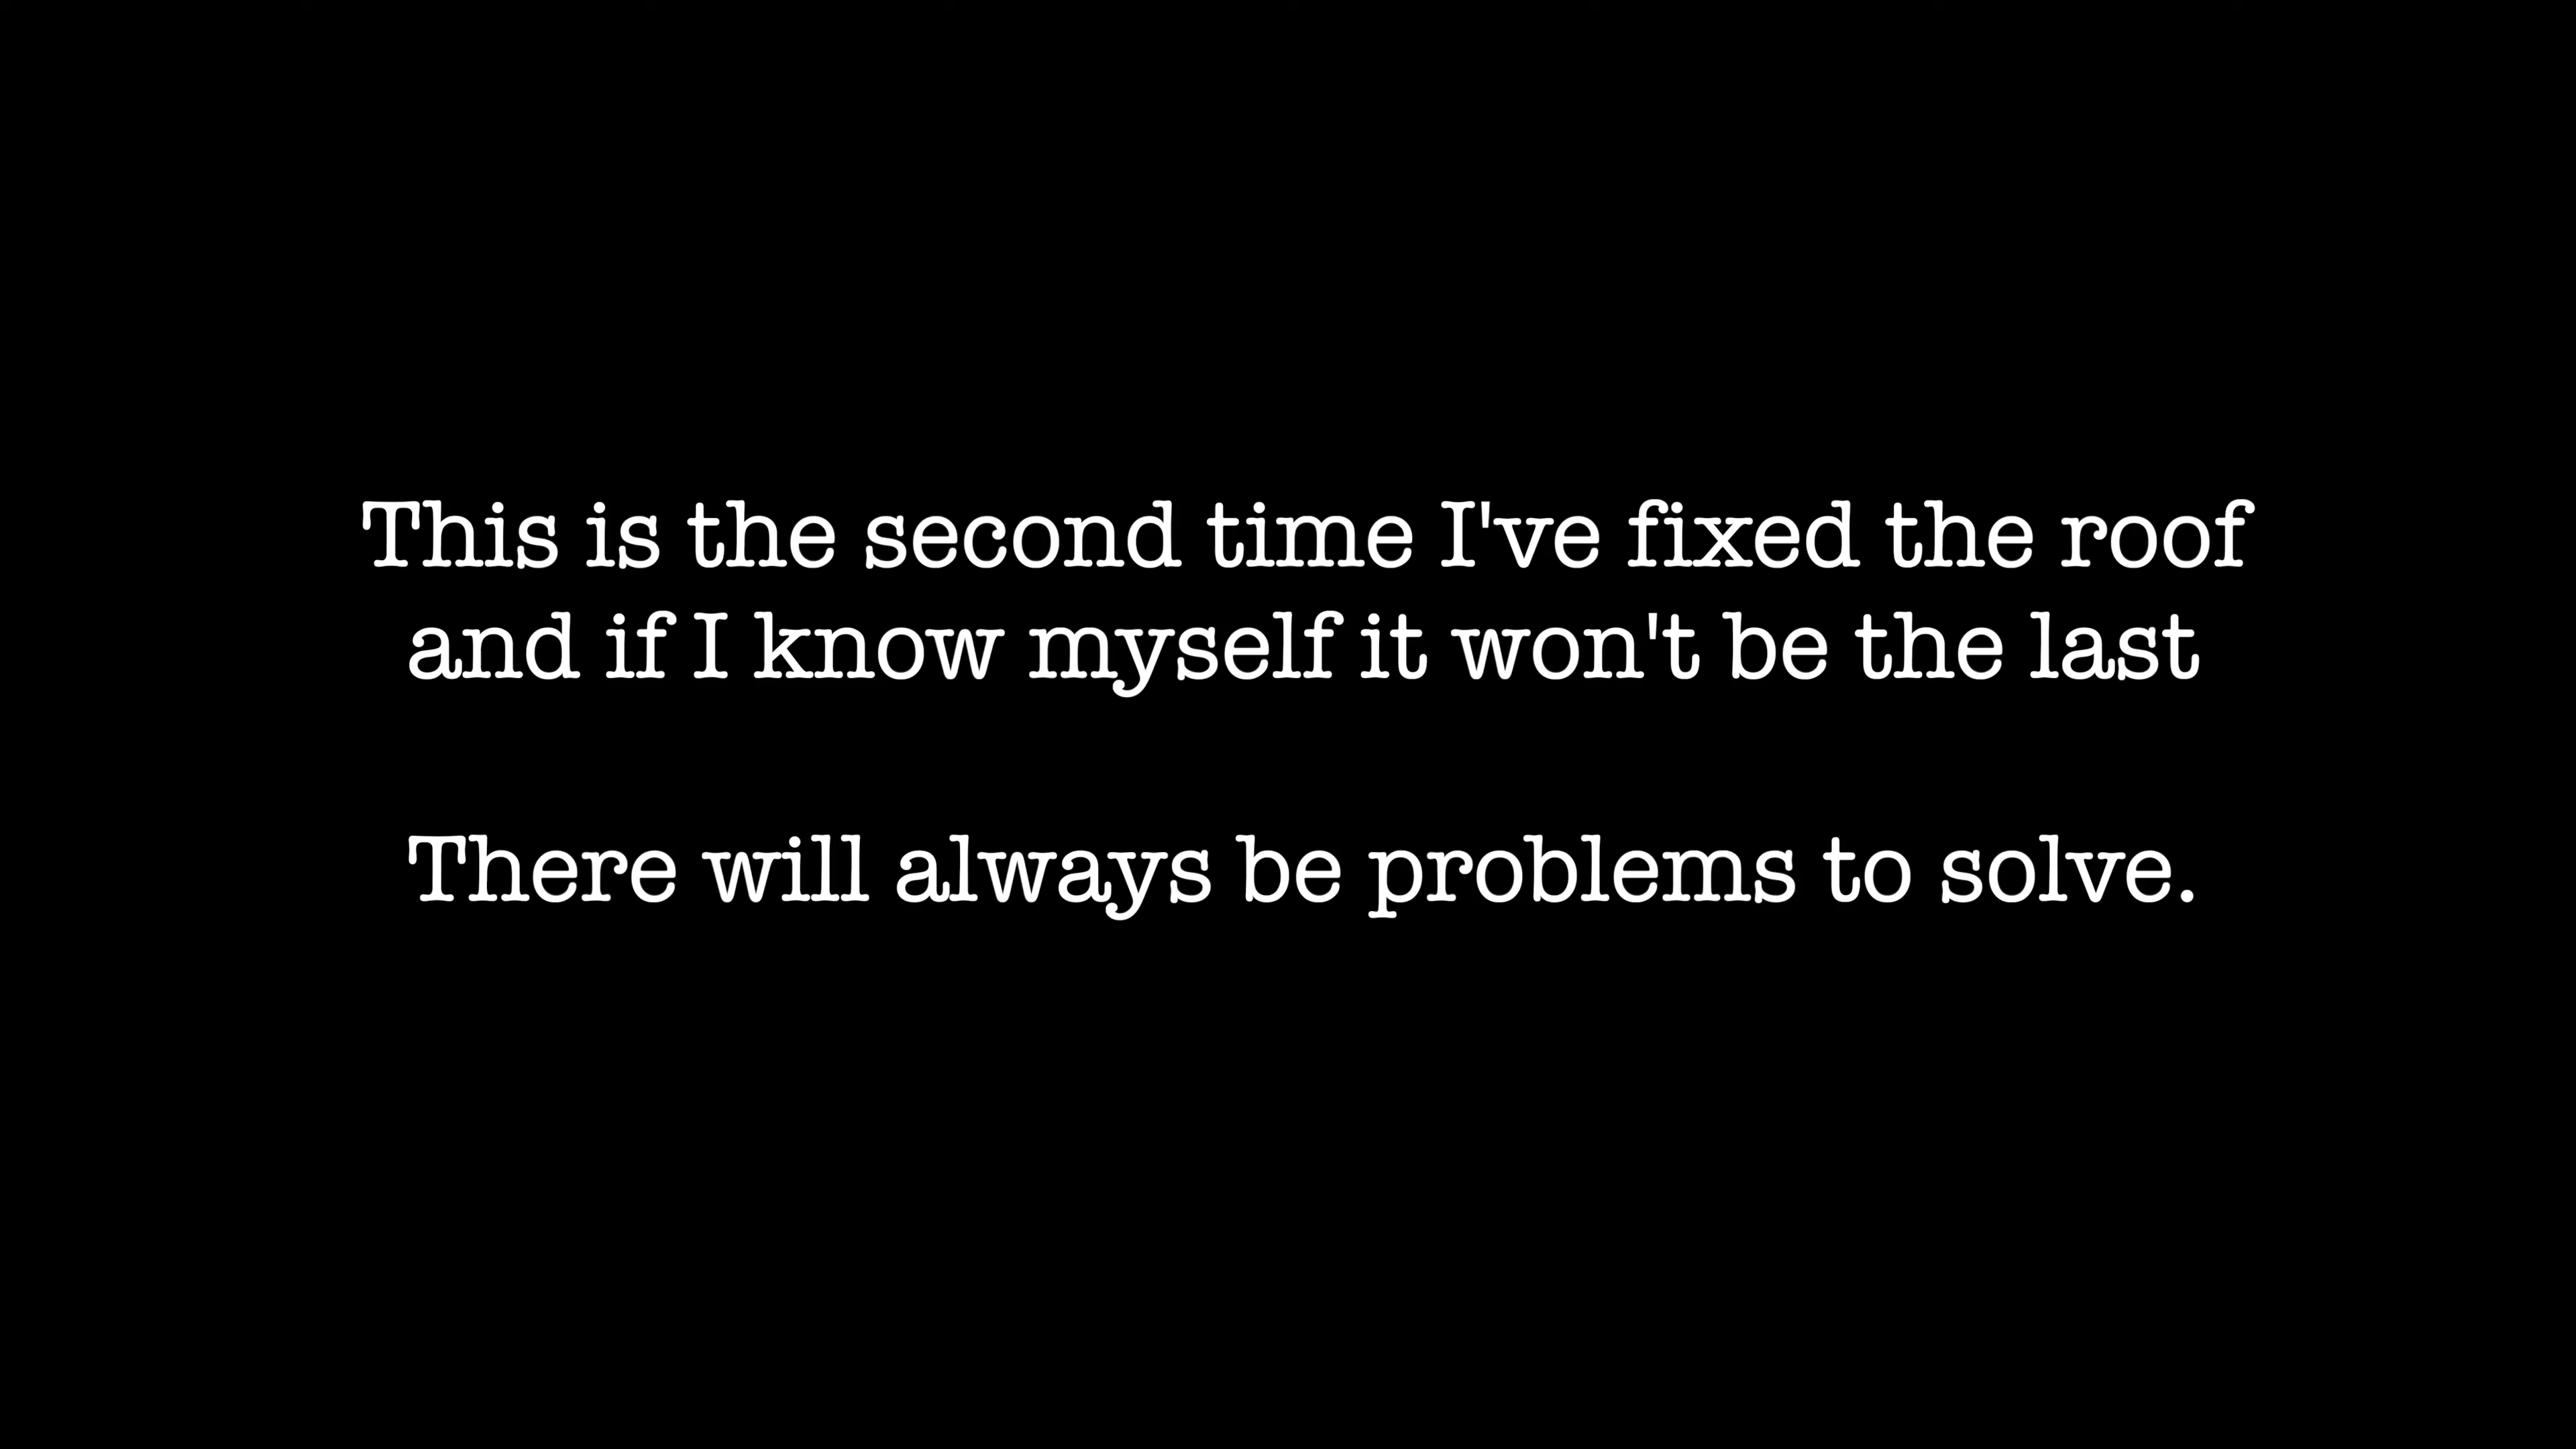 This is the second time I've fixed the roof
and if I know myself it won't be the last
There will always be problems to solve.